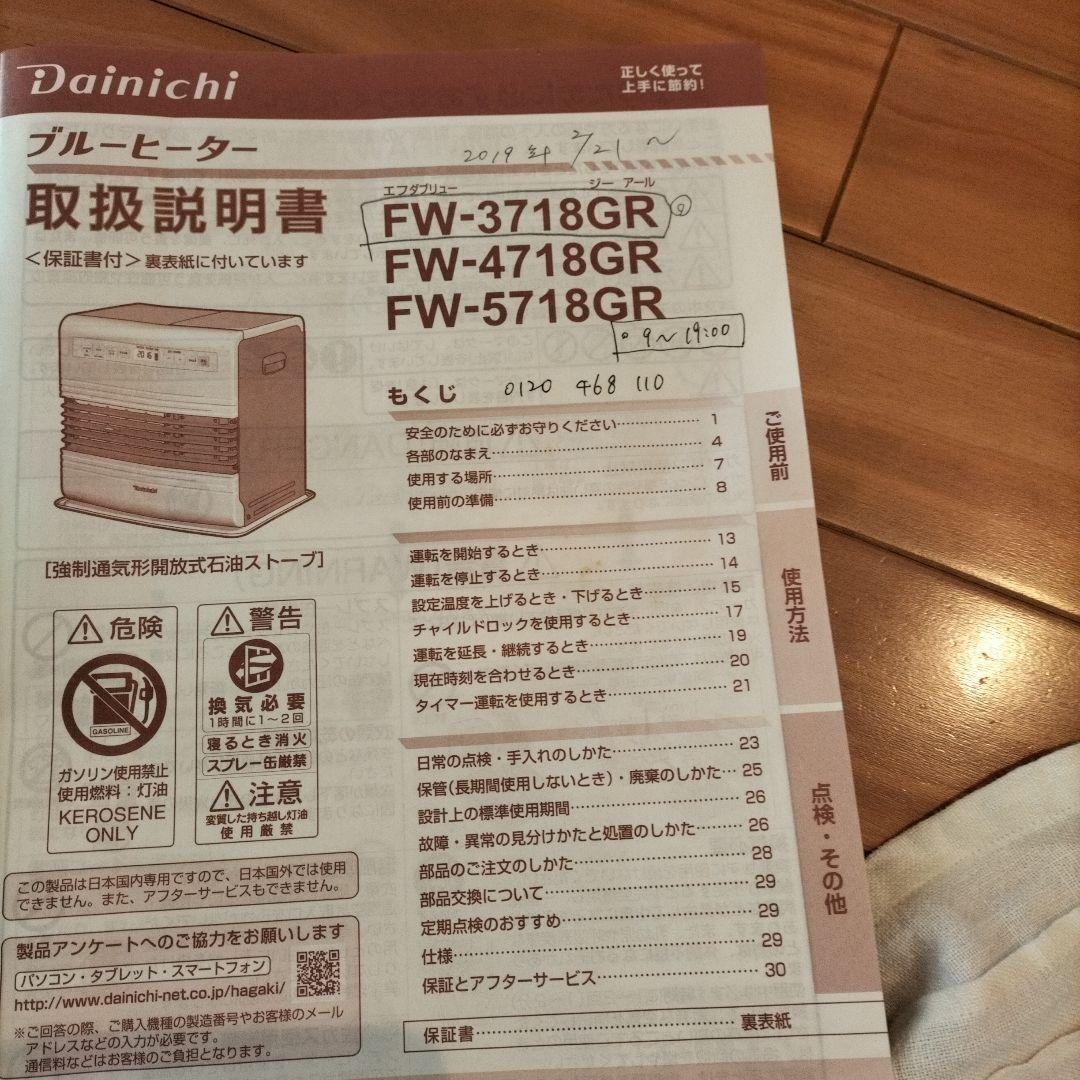 Dainichi
正しく使って
上手に節約!
ブルーヒーター
2019年 2/21 ~
取扱説明書
<保証書付>裏表紙に付いています
エフダブリュー ジー アール
FW-3718GR
FW-4718GR
FW-5718GR
• 9~19:00
2016
Dainichi
[強制通気形開放式石油ストーブ]
危険
GASOLINE
ガソリン使用禁止
使用燃料:灯油
KEROSENE
ONLY
警告
換気必要
1時間に1~2回
寝るとき消火
スプレー缶厳禁
注意
変質した持ち越し灯油
使用厳禁
この製品は日本国内専用ですので、日本国外では使用
できません。また、アフターサービスもできません。
製品アンケートへのご協力をお願いします
パソコン・タブレット・スマートフォン
http://www.dainichi-net.co.jp/hagaki/
※ご回答の際、ご購入機種の製造番号やお客様のメール
アドレスなどの入力が必要です。
通信料などはお客様のご負担となります。
もくじ 0120 468 110
安全のために必ずお守りください 1
各部のなまえ 4
使用する場所 7
使用前の準備 8
ご使用前
運転を開始するとき 13
運転を停止するとき 14
設定温度を上げるとき・下げるとき 15
チャイルドロックを使用するとき 17
運転を延長・継続するとき 19
現在時刻を合わせるとき 20
タイマー運転を使用するとき 21
使用方法
日常の点検・手入れのしかた 23
保管(長期間使用しないとき)・廃棄のしかた 25
設計上の標準使用期間 26
故障・異常の見分けかたと処置のしかた 26
部品のご注文のしかた 28
部品交換について 29
定期点検のおすすめ 29
仕様 29
保証とアフターサービス 30
点検・その他
保証書 裏表紙